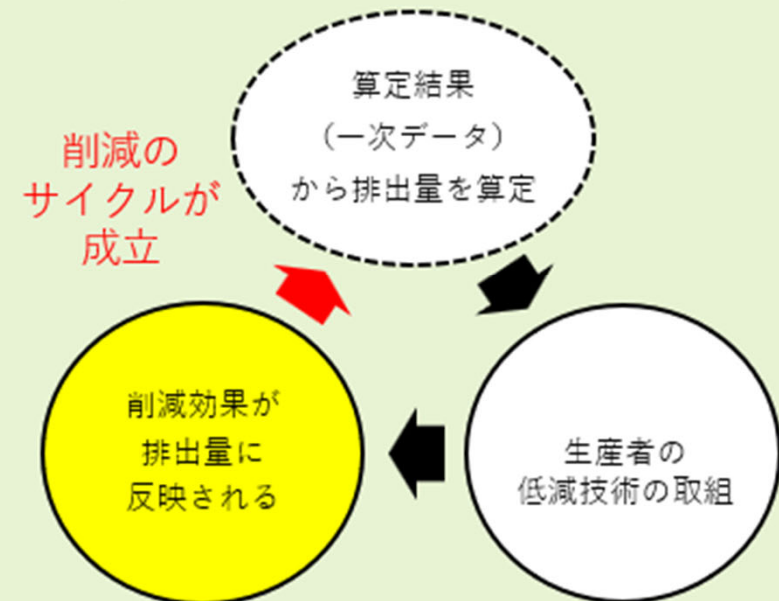 算定結果
（一次データ）
から排出量を算定
削減の
サイクルが
成立
削減効果が
排出量に
反映される
生産者の
低減技術の取組